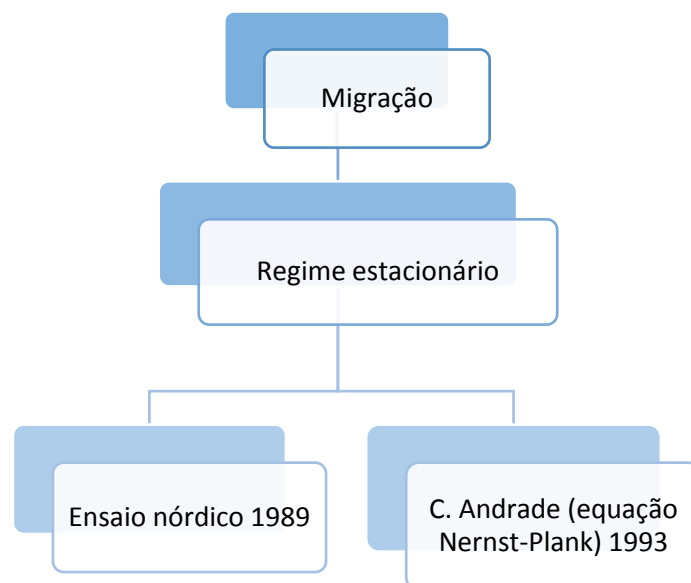 Migração
Regime estacionário
Ensaio nórdico 1989
C. Andrade (equação
Nernst-Plank) 1993